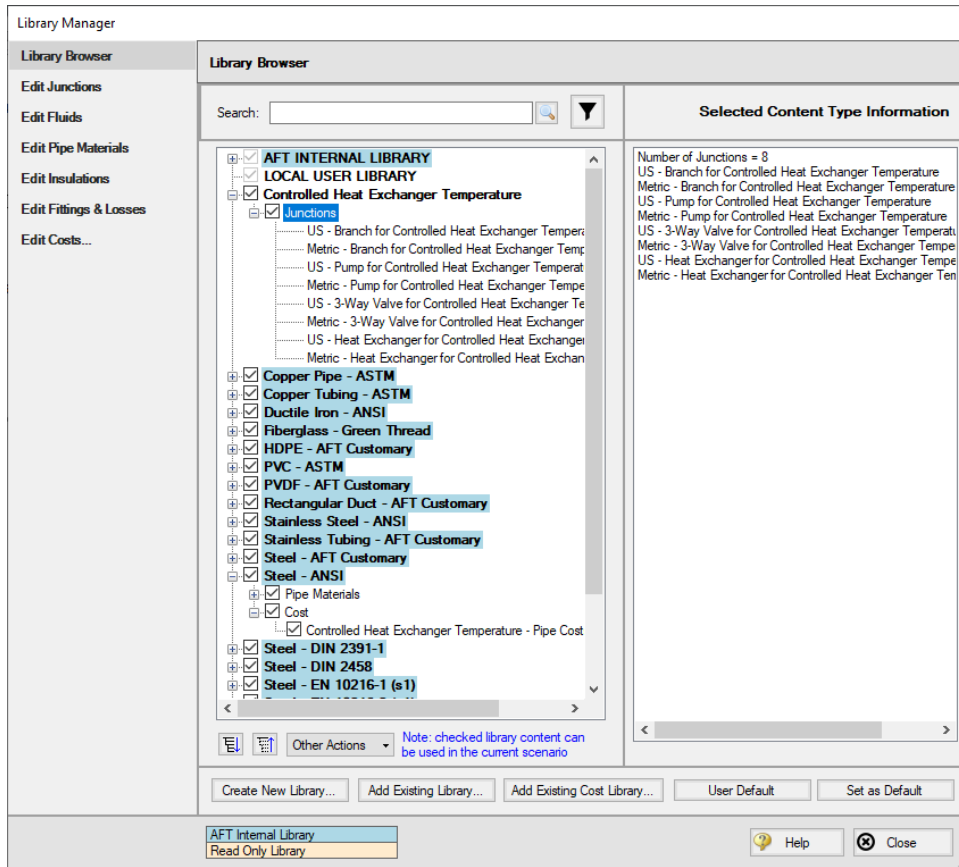 Library Manager
Library Browser
Edit Junctions
Edit Fluids
Edit Pipe Materials
Edit Insulations
Edit Fittings & Losses
Edit Costs...
Library Browser
Search:
Selected Content Type Information
AFT INTERNAL LIBRARY
LOCAL USER LIBRARY
Controlled Heat Exchanger Temperature
Junctions
US - Branch for Controlled Heat Exchanger Tempera
Metric - Branch for Controlled Heat Exchanger Temp
US - Pump for Controlled Heat Exchanger Temperat
Metric - Pump for Controlled Heat Exchanger Tempe
US - 3-Way Valve for Controlled Heat Exchanger Te
Metric - 3-Way Valve for Controlled Heat Exchanger
US - Heat Exchanger for Controlled Heat Exchanger
Metric - Heat Exchanger for Controlled Heat Exchan
Copper Pipe - ASTM
Copper Tubing - ASTM
Ductile Iron - ANSI
Fiberglass - Green Thread
HDPE - AFT Customary
PVC - ASTM
PVDF - AFT Customary
Rectangular Duct - AFT Customary
Stainless Steel - ANSI
Stainless Tubing - AFT Customary
Steel - AFT Customary
Steel - ANSI
Pipe Materials
Cost
Controlled Heat Exchanger Temperature - Pipe Cost
Steel - DIN 2391-1
Steel - DIN 2458
Steel - EN 10216-1 (s1)
Number of Junctions = 8
US - Branch for Controlled Heat Exchanger Temperature
Metric - Branch for Controlled Heat Exchanger Temperature
US - Pump for Controlled Heat Exchanger Temperature
Metric - Pump for Controlled Heat Exchanger Temperature
US - 3-Way Valve for Controlled Heat Exchanger Temperatu
Metric - 3-Way Valve for Controlled Heat Exchanger Tempe
US - Heat Exchanger for Controlled Heat Exchanger Tempe
Metric - Heat Exchanger for Controlled Heat Exchanger Ten
Other Actions
Note: checked library content can
be used in the current scenario
Create New Library...
Add Existing Library...
Add Existing Cost Library...
User Default
Set as Default
AFT Internal Library
Read Only Library
Help
Close